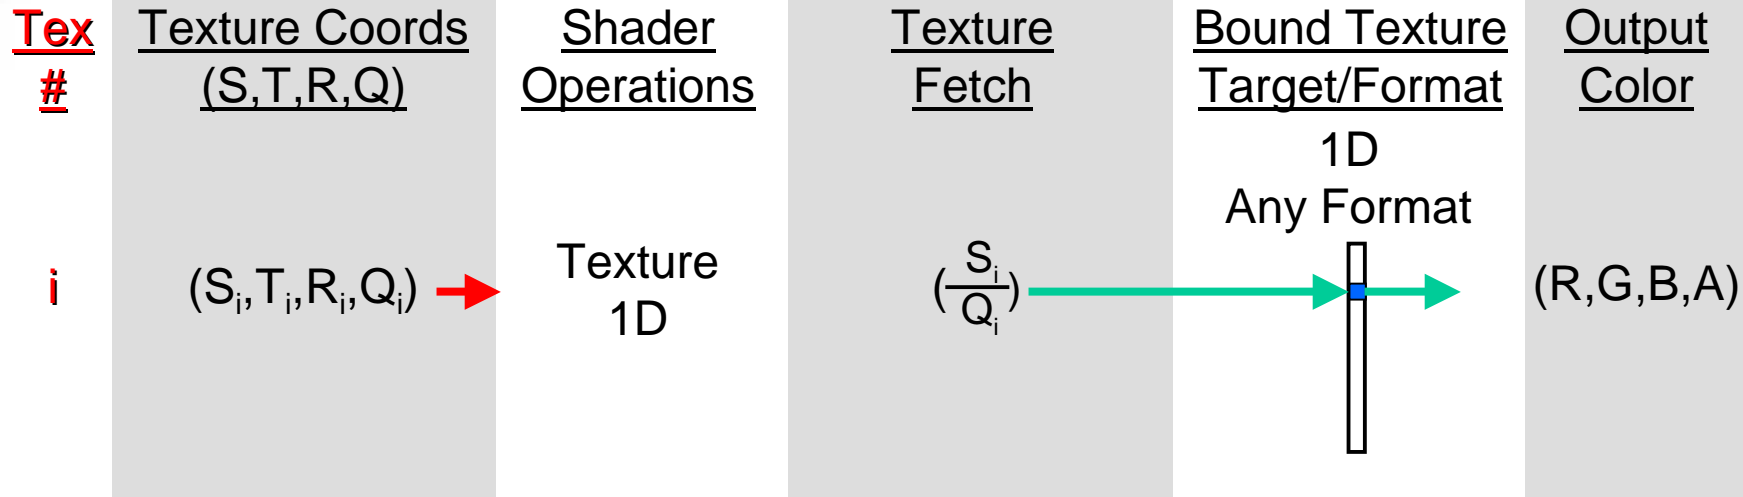 Tex Texture Coords Shader Texture Bound Texture Output
# (S,T,R,Q) Operations Fetch Target/Format Color
1D
Any Format
i (Si,Ti,Ri,Qi) Texture 1D (Si/Qi) (R,G,B,A)